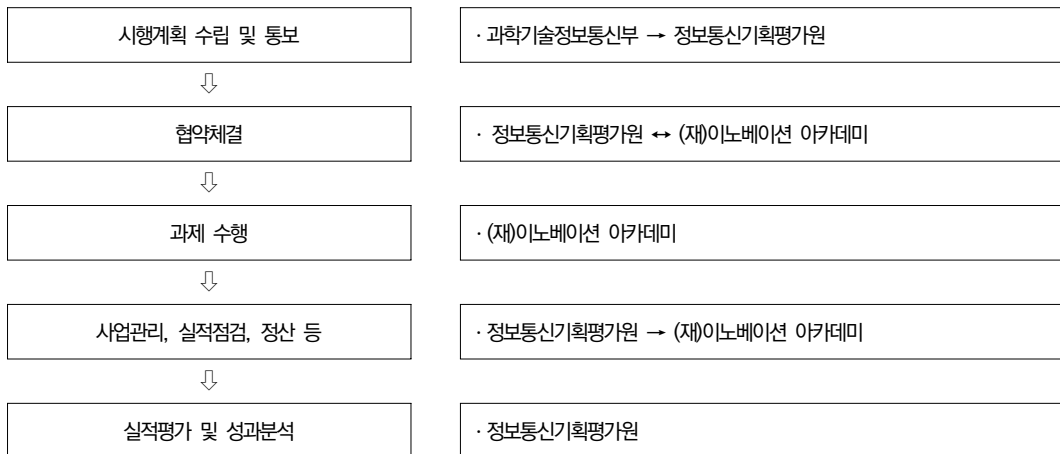 시행계획 수립 및 통보
· 과학기술정보통신부 → 정보통신기획평가원
⇩
협약체결
· 정보통신기획평가원 ↔ (재)이노베이션 아카데미
⇩
과제 수행
· (재)이노베이션 아카데미
⇩
사업관리, 실적점검, 정산 등
· 정보통신기획평가원 → (재)이노베이션 아카데미
⇩
실적평가 및 성과분석
· 정보통신기획평가원